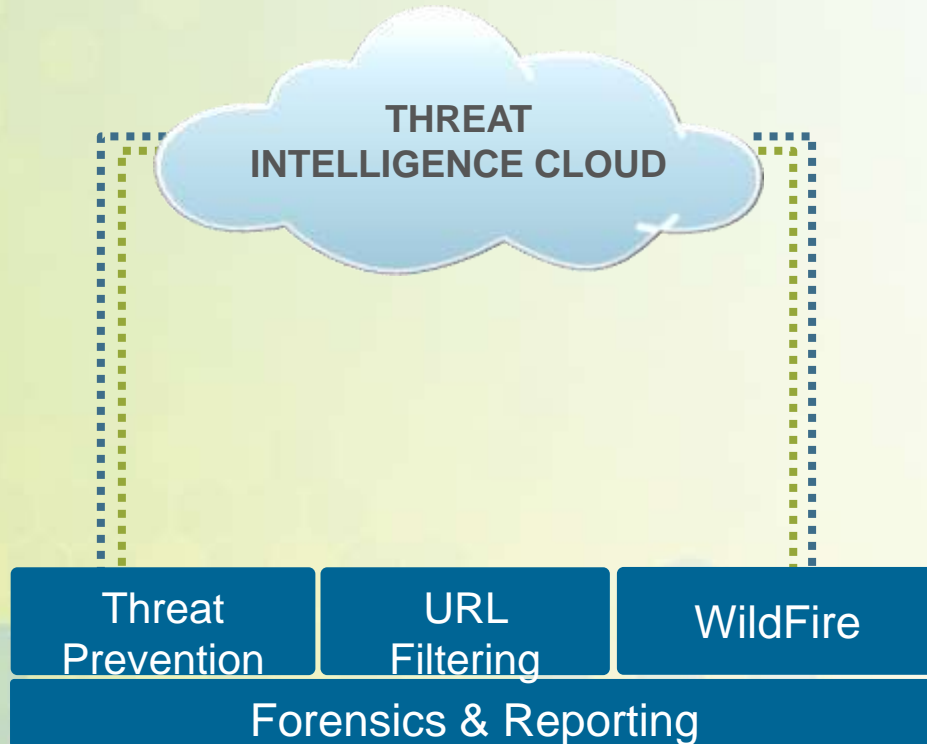 THREAT
INTELLIGENCE CLOUD
Threat
Prevention
URL
Filtering
WildFire
Forensics & Reporting